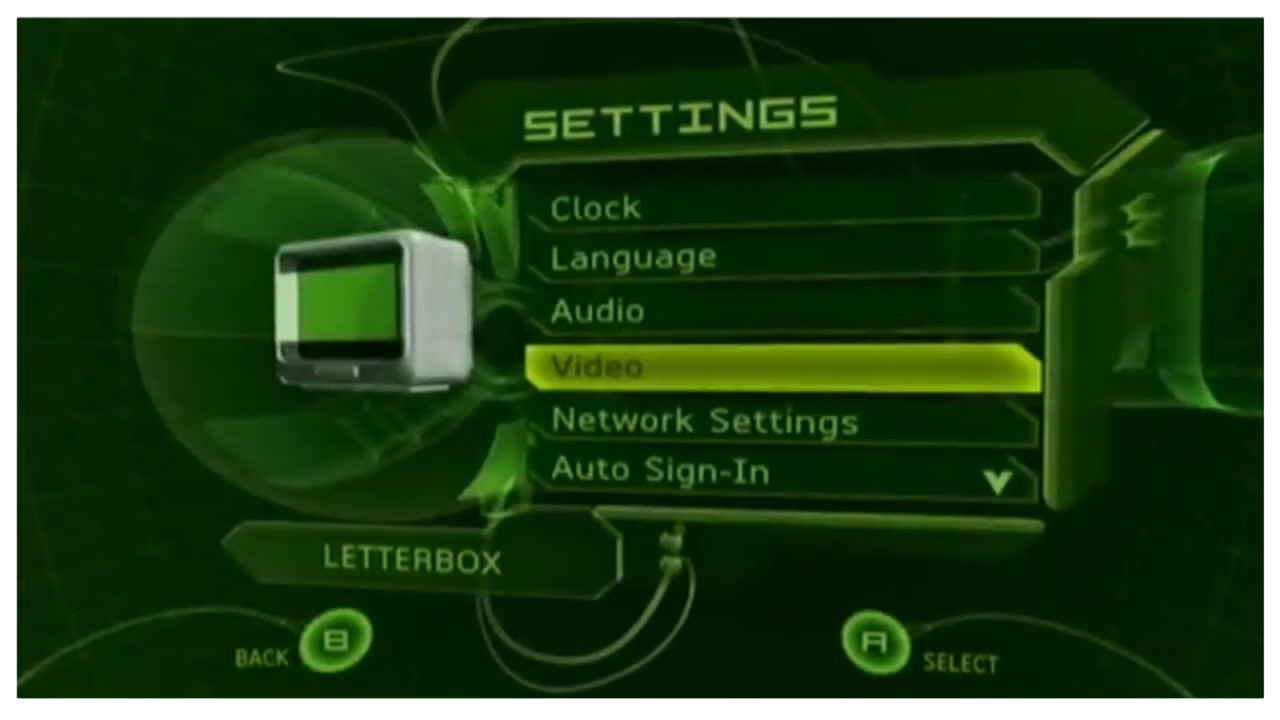 SETTINGS
Clock
Language
Audio
Video
Network Settings
Auto Sign-In
LETTERBOX
B
BACK
A
SELECT